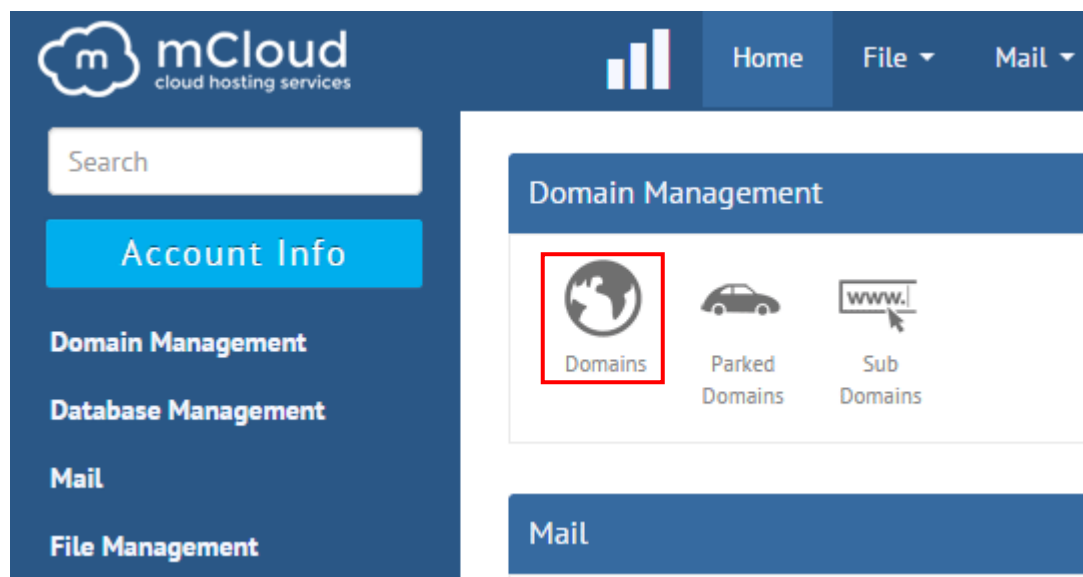 m mCloud
cloud hosting services
Home File Mail
Search
Account Info
Domain Management
Database Management
Mail
File Management
Domain Management
www.
Domains Parked Domains Sub Domains
Mail